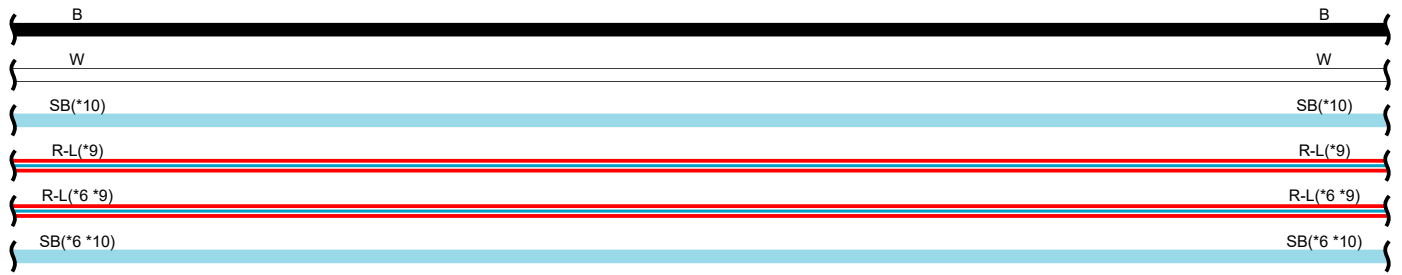 B B
W W
SB(*10) SB(*10)
R-L(*9) R-L(*9)
R-L(*6 *9) R-L(*6 *9)
SB(*6 *10) SB(*6 *10)